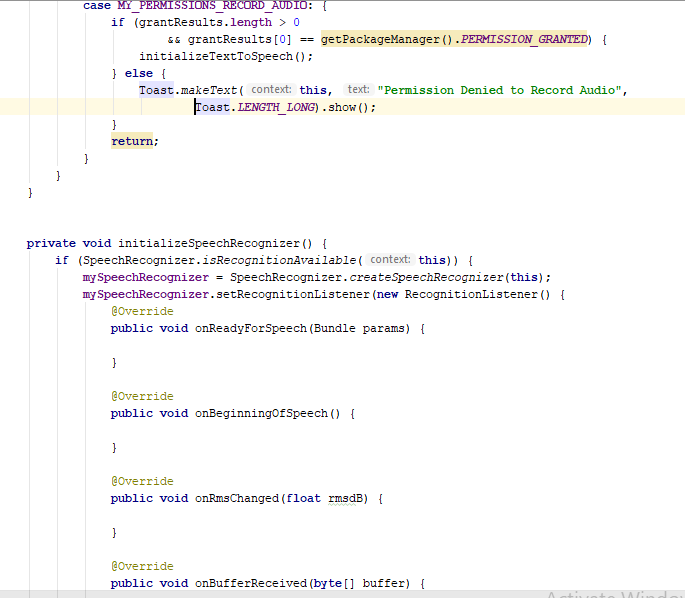 case MY_PERMISSIONS_RECORD_AUDIO: {
if (grantResults.length > 0
&& grantResults[0] == getPackageManager().PERMISSION_GRANTED) {
initializeTextToSpeech();
} else {
Toast.makeText( context: this, text: "Permission Denied to Record Audio",
Toast.LENGTH_LONG).show();
}
return;
}
}
}
private void initializeSpeechRecognizer() {
if (SpeechRecognizer.isRecognitionAvailable( context: this)) {
mySpeechRecognizer = SpeechRecognizer.createSpeechRecognizer(this);
mySpeechRecognizer.setRecognitionListener(new RecognitionListener() {
@Override
public void onReadyForSpeech(Bundle params) {
}
@Override
public void onBeginningOfSpeech() {
}
@Override
public void onRmsChanged(float rmsdB) {
}
@Override
public void onBufferReceived(byte[] buffer) {